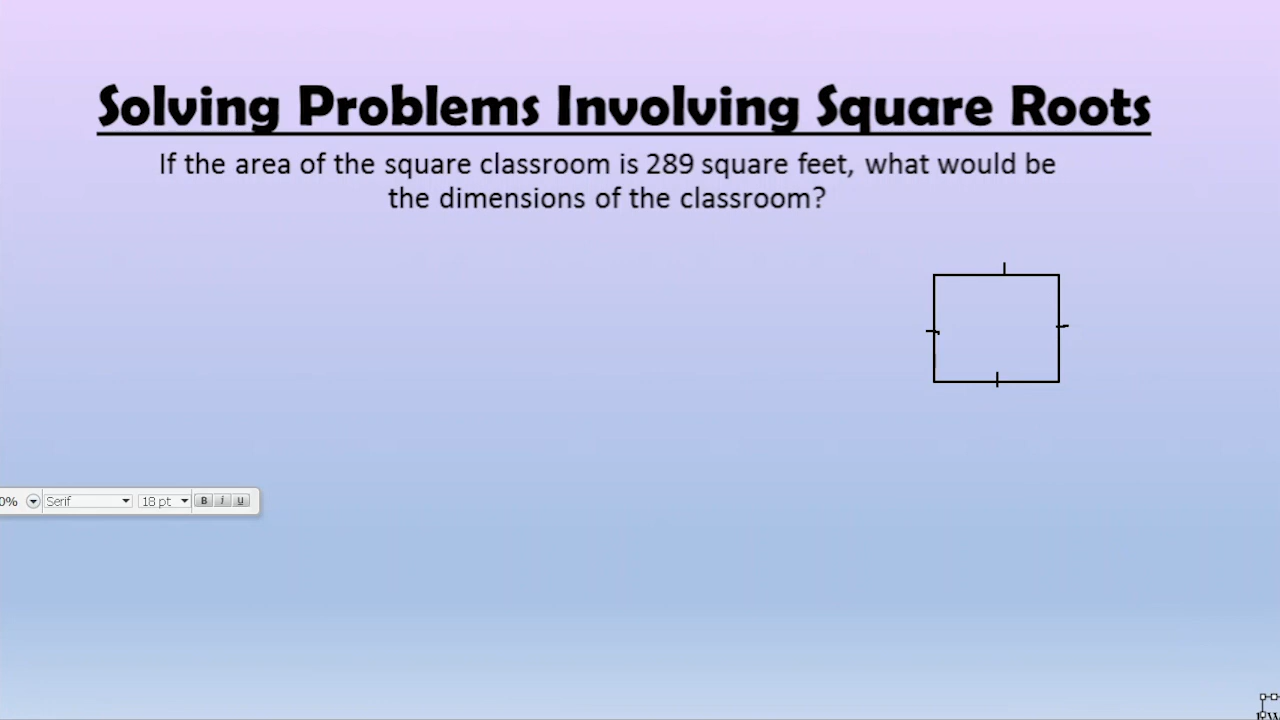 Solving Problems Involving Square Roots
If the area of the square classroom is 289 square feet, what would be
the dimensions of the classroom?
0% Serif 18 pt B i U